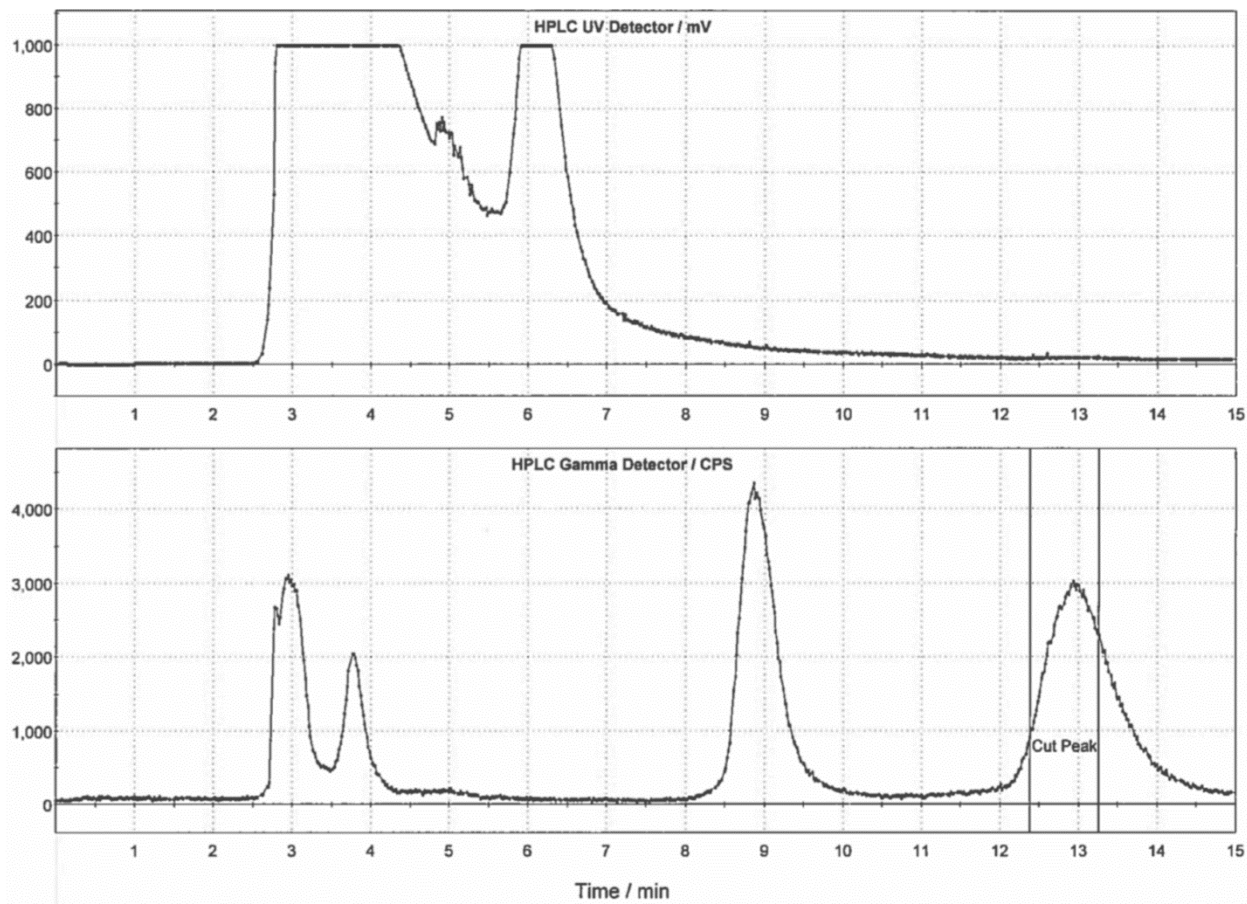 HPLC UV Detector / mV
1,000
800
600
400
200
0
1 2 3 4 5 6 7 8 9 10 11 12 13 14 15
HPLC Gamma Detector / CPS
4,000
3,000
2,000
1,000
Cut Peak
0
1 2 3 4 5 6 7 8 9 10 11 12 13 14 15
Time / min